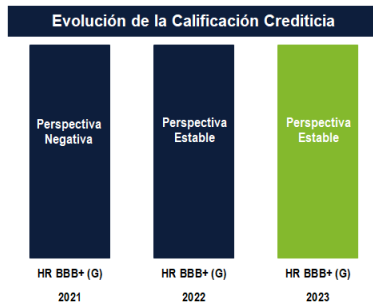 Evolución de la Calificación Crediticia
Perspectiva
Negativa
Perspectiva
Estable
Perspectiva
Estable
HR BBB+ (G)
HR BBB+ (G)
HR BBB+ (G)
2021
2022
2023